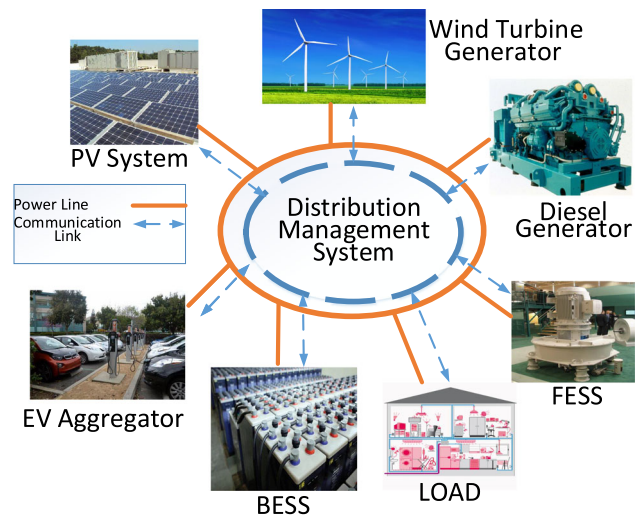 Wind Turbine
Generator
PV System
Diesel
Generator
Power Line
Communication
Link
Distribution
Management
System
EV Aggregator
FESS
BESS
LOAD